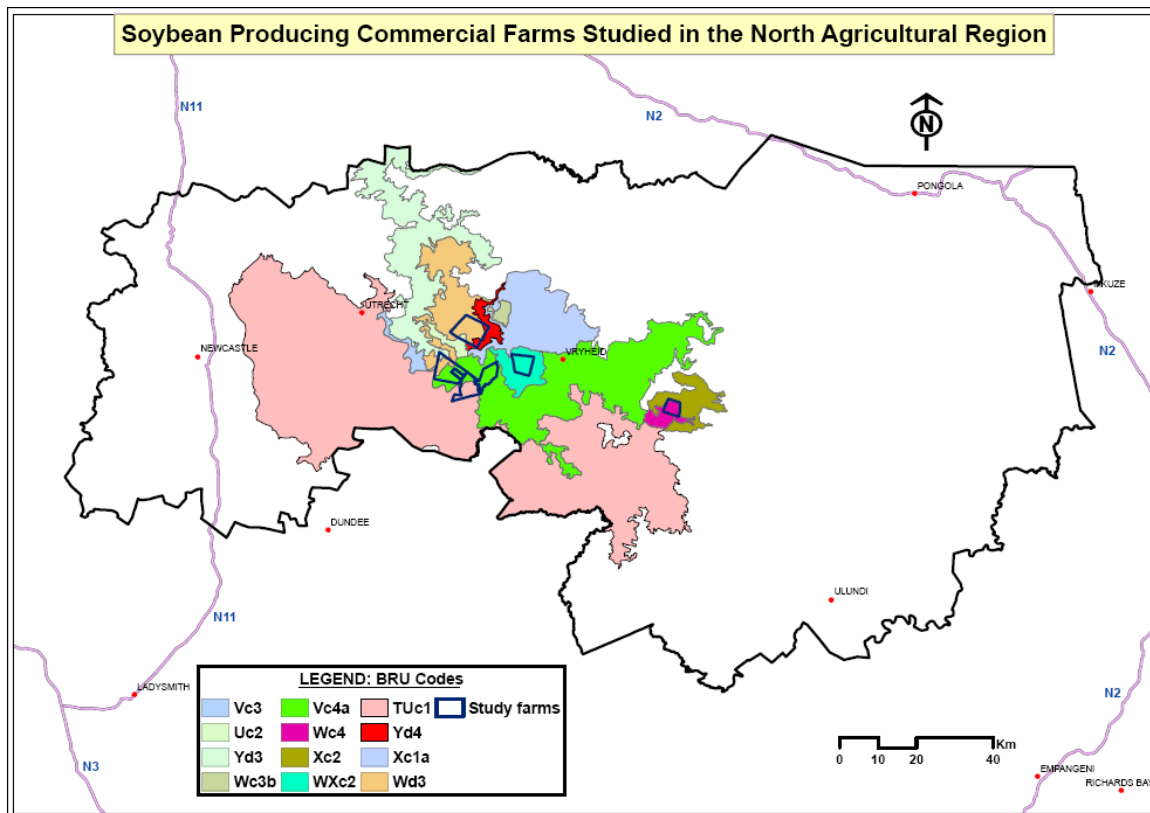 Soybean Producing Commercial Farms Studied in the North Agricultural Region
N11
N2
N
PONGOLA
MKUZE
UTRECHT
NEWCASTLE
VRYHEID
N2
DUNDEE
ULUNDI
N11
LADYSMITH
N3
N2
EMPANGENI
RICHARDS BAY
LEGEND: BRU Codes
Vc3 Vc4a TUc1 Study farms
Uc2 Wc4 Yd4
Yd3 Xc2 Xc1a
Wc3b WXc2 Wd3
Km
0 10 20 40